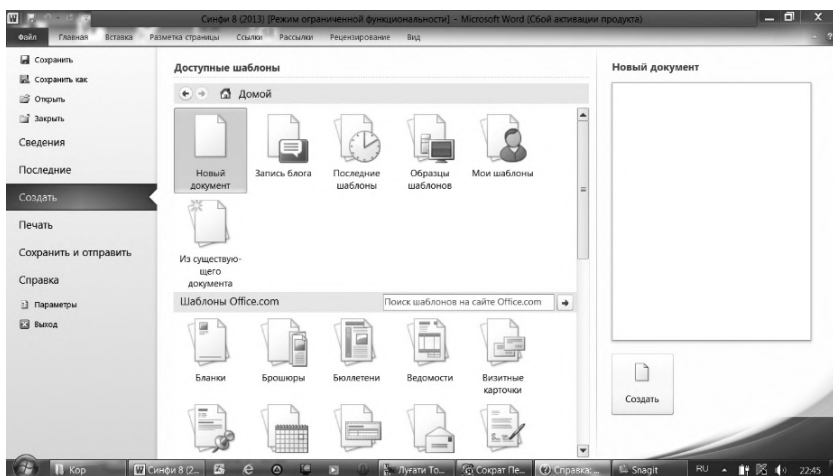 Синфи 8 (2013) [Режим ограниченной функциональности] - Microsoft Word (Сбой активации продукта)
Файл Главная Вставка Разметка страницы Ссылки Рассылки Рецензирование Вид
Сохранить
Сохранить как
Открыть
Закрыть
Сведения
Последние
Создать
Печать
Сохранить и отправить
Справка
Параметры
Выход
Доступные шаблоны
Домой
Новый документ
Запись блога
Последние шаблоны
Образцы шаблонов
Мои шаблоны
Из существую-
щего
документа
Шаблоны Office.com
Поиск шаблонов на сайте Office.com
Бланки
Брошюры
Бюллетени
Ведомости
Визитные карточки
Новый документ
Создать
Кор
Синфи 8 (2...
Луғати То...
Сократ Пе...
Справка: ...
Snagit
RU
22:45